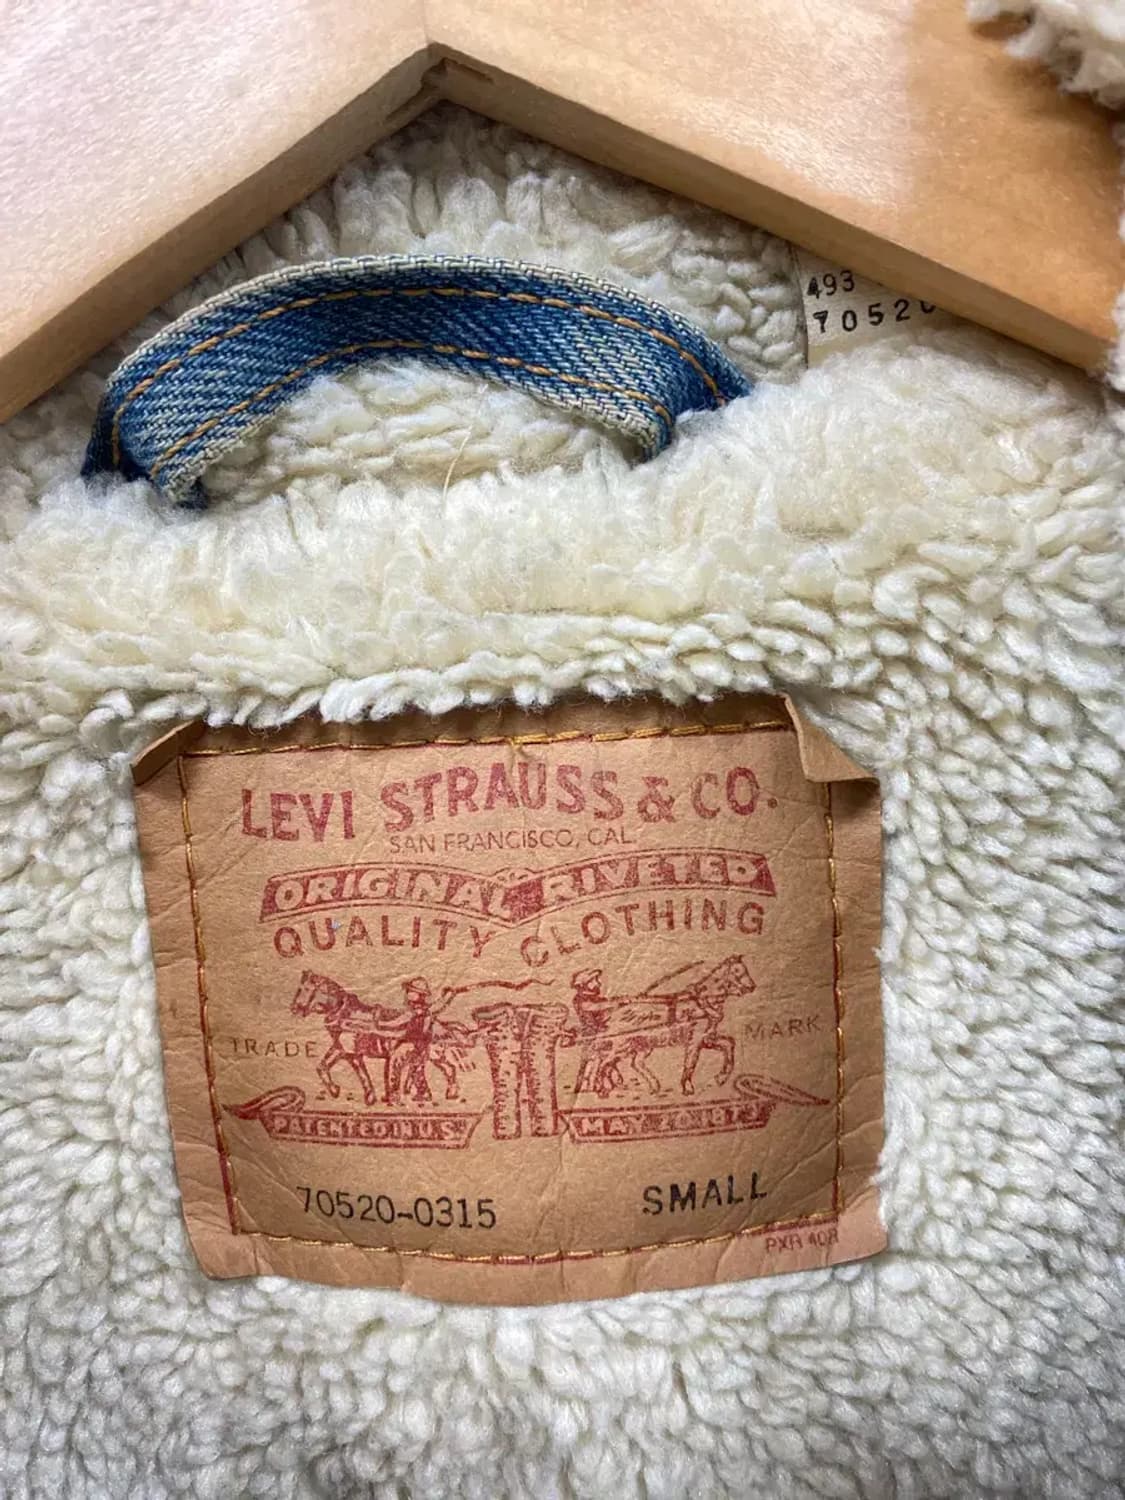 493
70520
LEVI STRAUSS & CO.
SAN FRANCISCO, CAL.
ORIGINAL RIVETED
QUALITY CLOTHING
TRADE MARK
PATENTED IN U.S. MAY 20 1873
70520-0315 SMALL
PXR 408